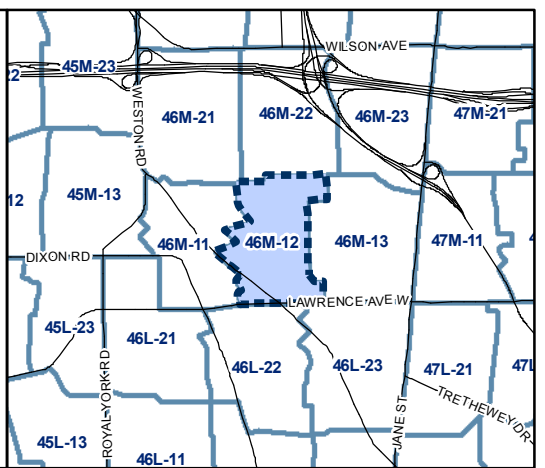 WILSON AVE
22
45M-23
WESTON RD
46M-21
46M-22
46M-23
47M-21
12
45M-13
46M-11
46M-12
46M-13
47M-11
4
DIXON RD
LAWRENCE AVE W
45L-23
46L-21
46L-22
46L-23
47L-21
47L
ROYAL YORK RD
JANE ST
TRETHEWEY DR
45L-13
46L-11